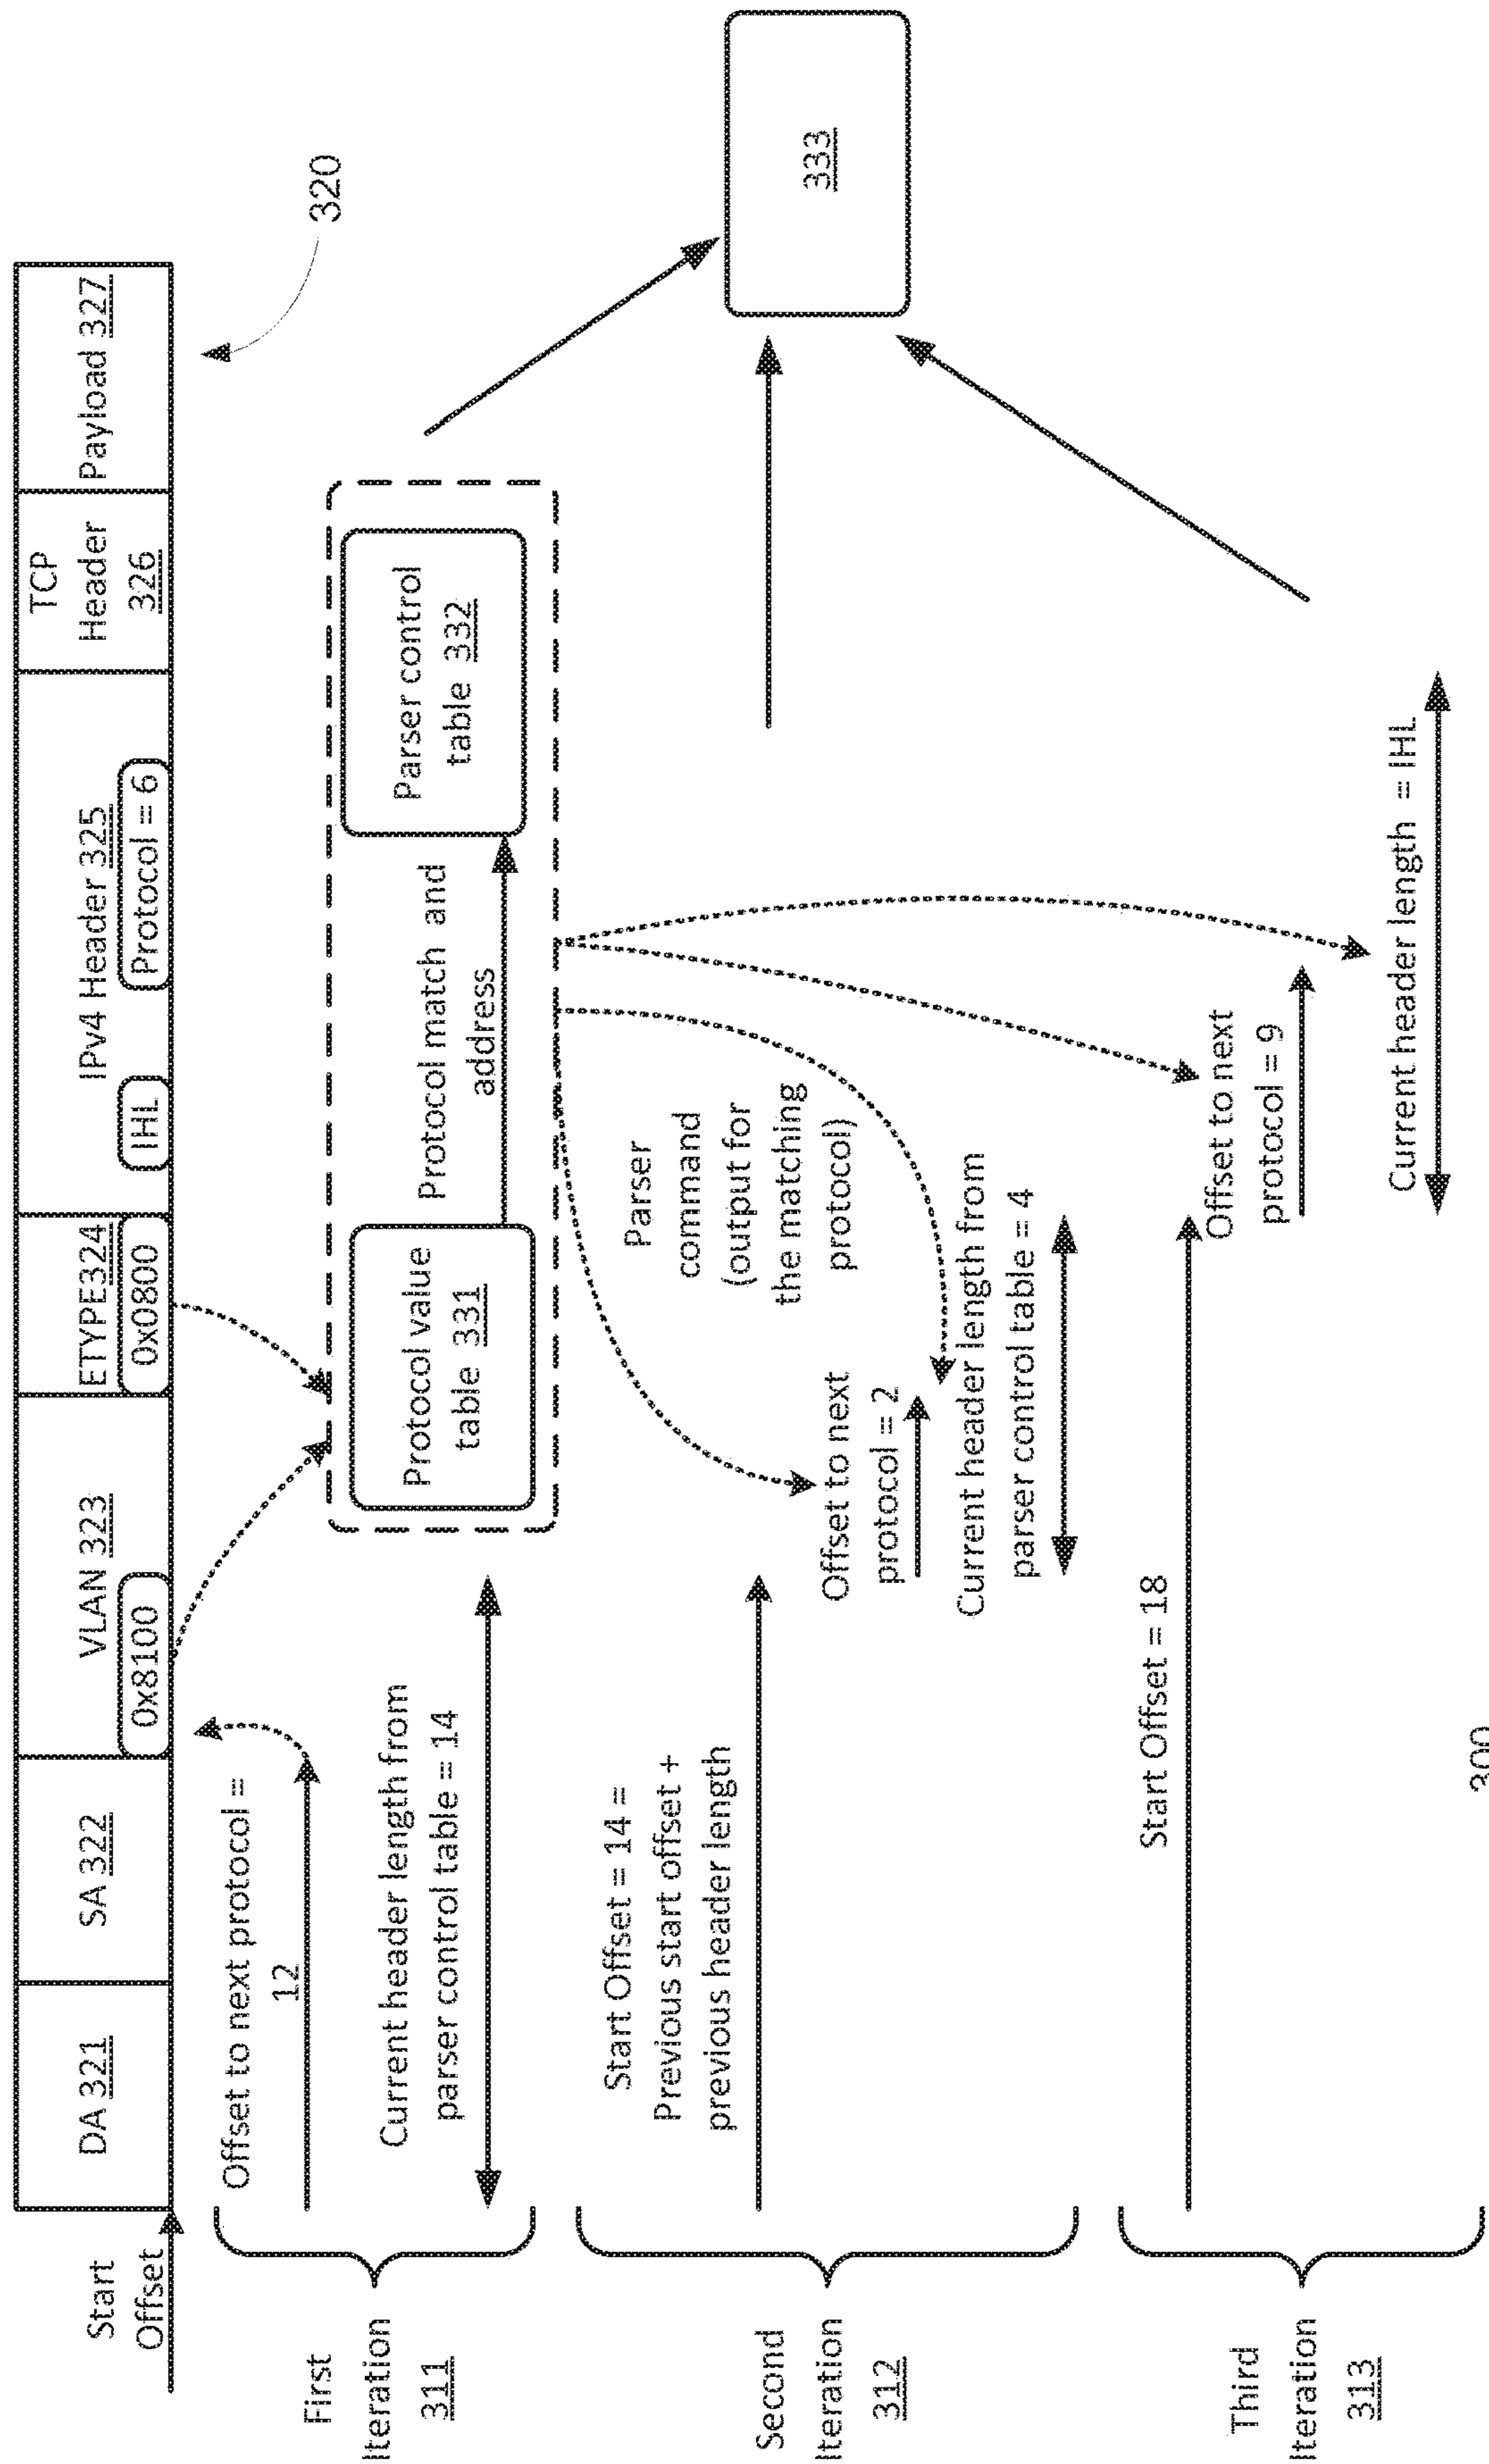 Start
Offset
DA 321
SA 322
VLAN 323
0x8100
ETYPE324
0x0800
IPv4 Header 325
IHL
Protocol = 6
TCP
Header
326
Payload 327
320
First
Iteration
311
Offset to next protocol =
12
Current header length from
parser control table = 14
Protocol value
table 331
Protocol match and
address
Parser control
table 332
333
Second
Iteration
312
Start Offset = 14 =
Previous start offset +
previous header length
Offset to next
protocol = 2
Current header length from
parser control table = 4
Parser
command
(output for
the matching
protocol)
Third
Iteration
313
Start Offset = 18
Offset to next
protocol = 9
Current header length = IHL
300